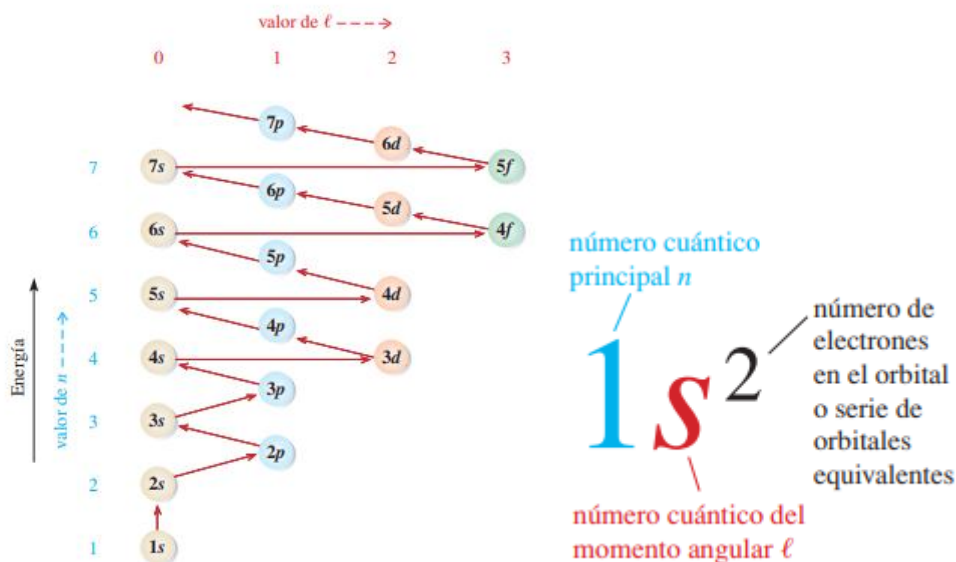 valor de ℓ ---->
0 1 2 3
7p
6d
7 7s 5f
6p
5d
6 6s 4f
5p
5 5s 4d
4p
4 4s 3d
3p
3 3s
2p
2 2s
1 1s
Energía
valor de n ---->
número cuántico
principal n
1s2
número de
electrones
en el orbital
o serie de
orbitales
equivalentes
número cuántico del
momento angular ℓ